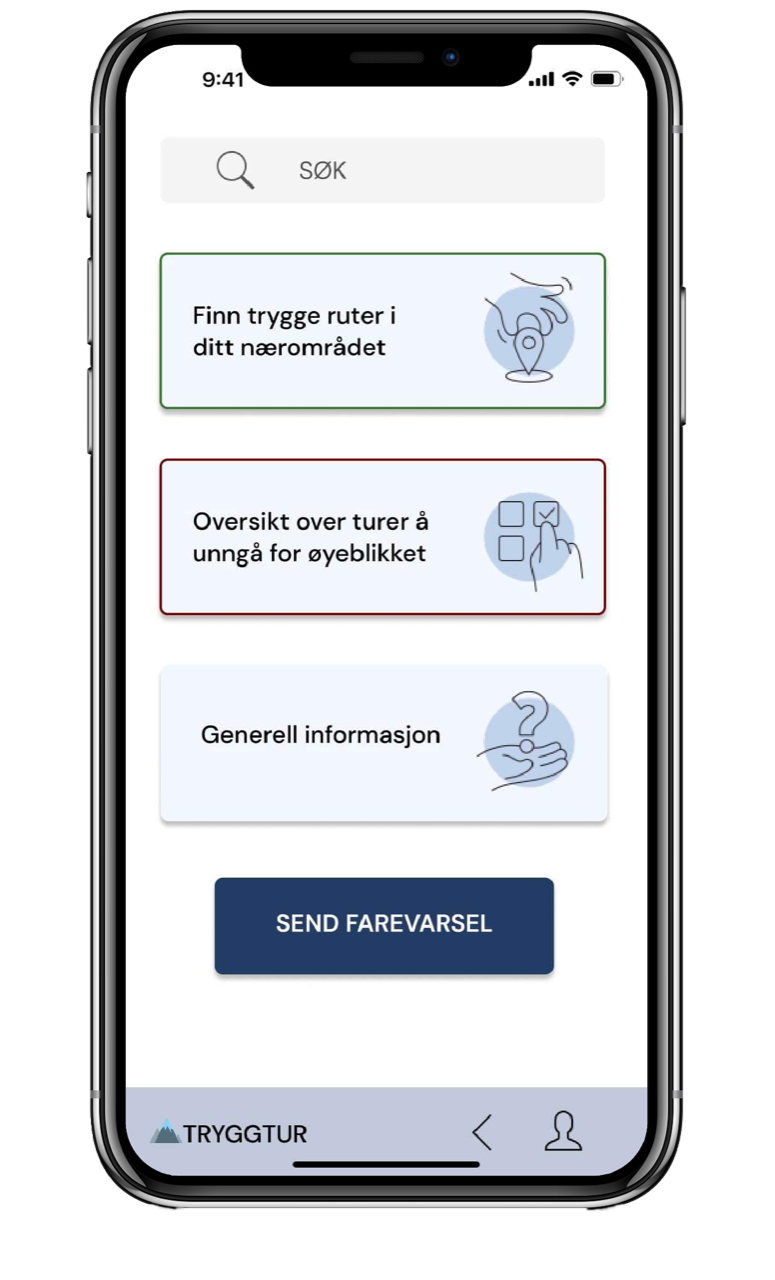 9:41
SØK
Finn trygge ruter i
ditt nærområdet
Oversikt over turer å
unngå for øyeblikket
Generell informasjon
SEND FAREVARSEL
TRYGGTUR